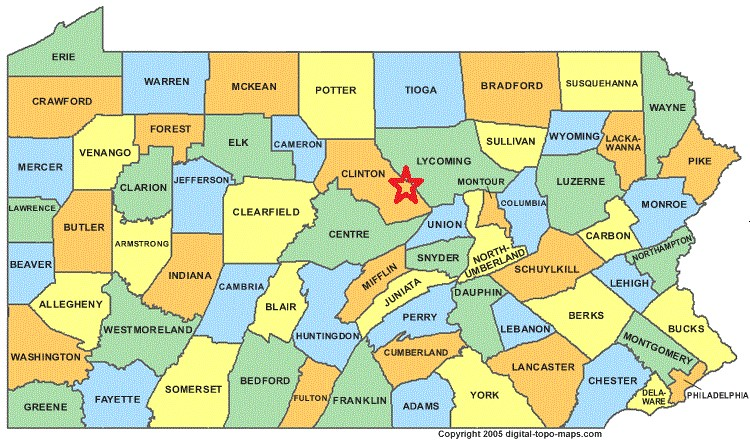 ERIE
WARREN
MCKEAN
POTTER
TIOGA
BRADFORD
SUSQUEHANNA
WAYNE
CRAWFORD
FOREST
ELK
CAMERON
SULLIVAN
WYOMING
LACKA-
WANNA
PIKE
MERCER
VENANGO
CLARION
JEFFERSON
CLINTON
LYCOMING
MONTOUR
COLUMBIA
LUZERNE
MONROE
LAWRENCE
BUTLER
ARMSTRONG
CLEARFIELD
CENTRE
UNION
SNYDER
NORTH-
UMBERLAND
CARBON
NORTHAMPTON
BEAVER
ALLEGHENY
INDIANA
CAMBRIA
BLAIR
HUNTINGDON
MIFFLIN
JUNIATA
PERRY
DAUPHIN
SCHUYLKILL
LEHIGH
WESTMORELAND
LEBANON
BERKS
BUCKS
MONTGOMERY
WASHINGTON
CUMBERLAND
LANCASTER
CHESTER
DELA-
WARE
PHILADELPHIA
GREENE
FAYETTE
SOMERSET
BEDFORD
FULTON
FRANKLIN
ADAMS
YORK
Copyright 2005 digital-topo-maps.com